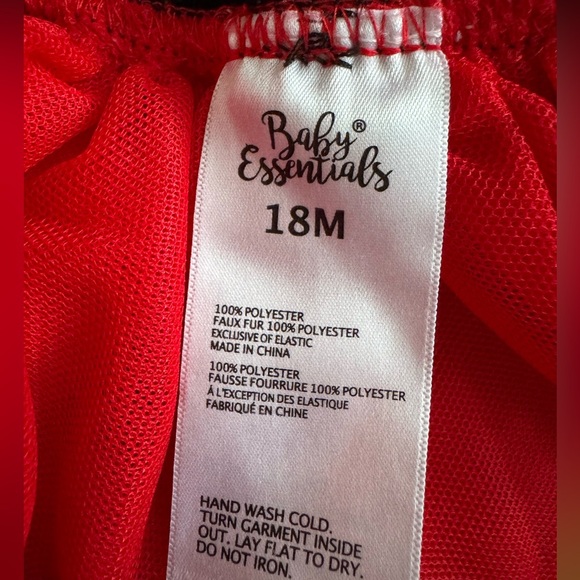 Baby®
Essentials
18M
100% POLYESTER
FAUX FUR 100% POLYESTER
EXCLUSIVE OF ELASTIC
MADE IN CHINA
100% POLYESTER
FAUSSE FOURRURE 100% POLYESTER
À L'EXCEPTION DES ELASTIQUE
FABRIQUÉ EN CHINE
HAND WASH COLD.
TURN GARMENT INSIDE
OUT. LAY FLAT TO DRY.
DO NOT IRON.